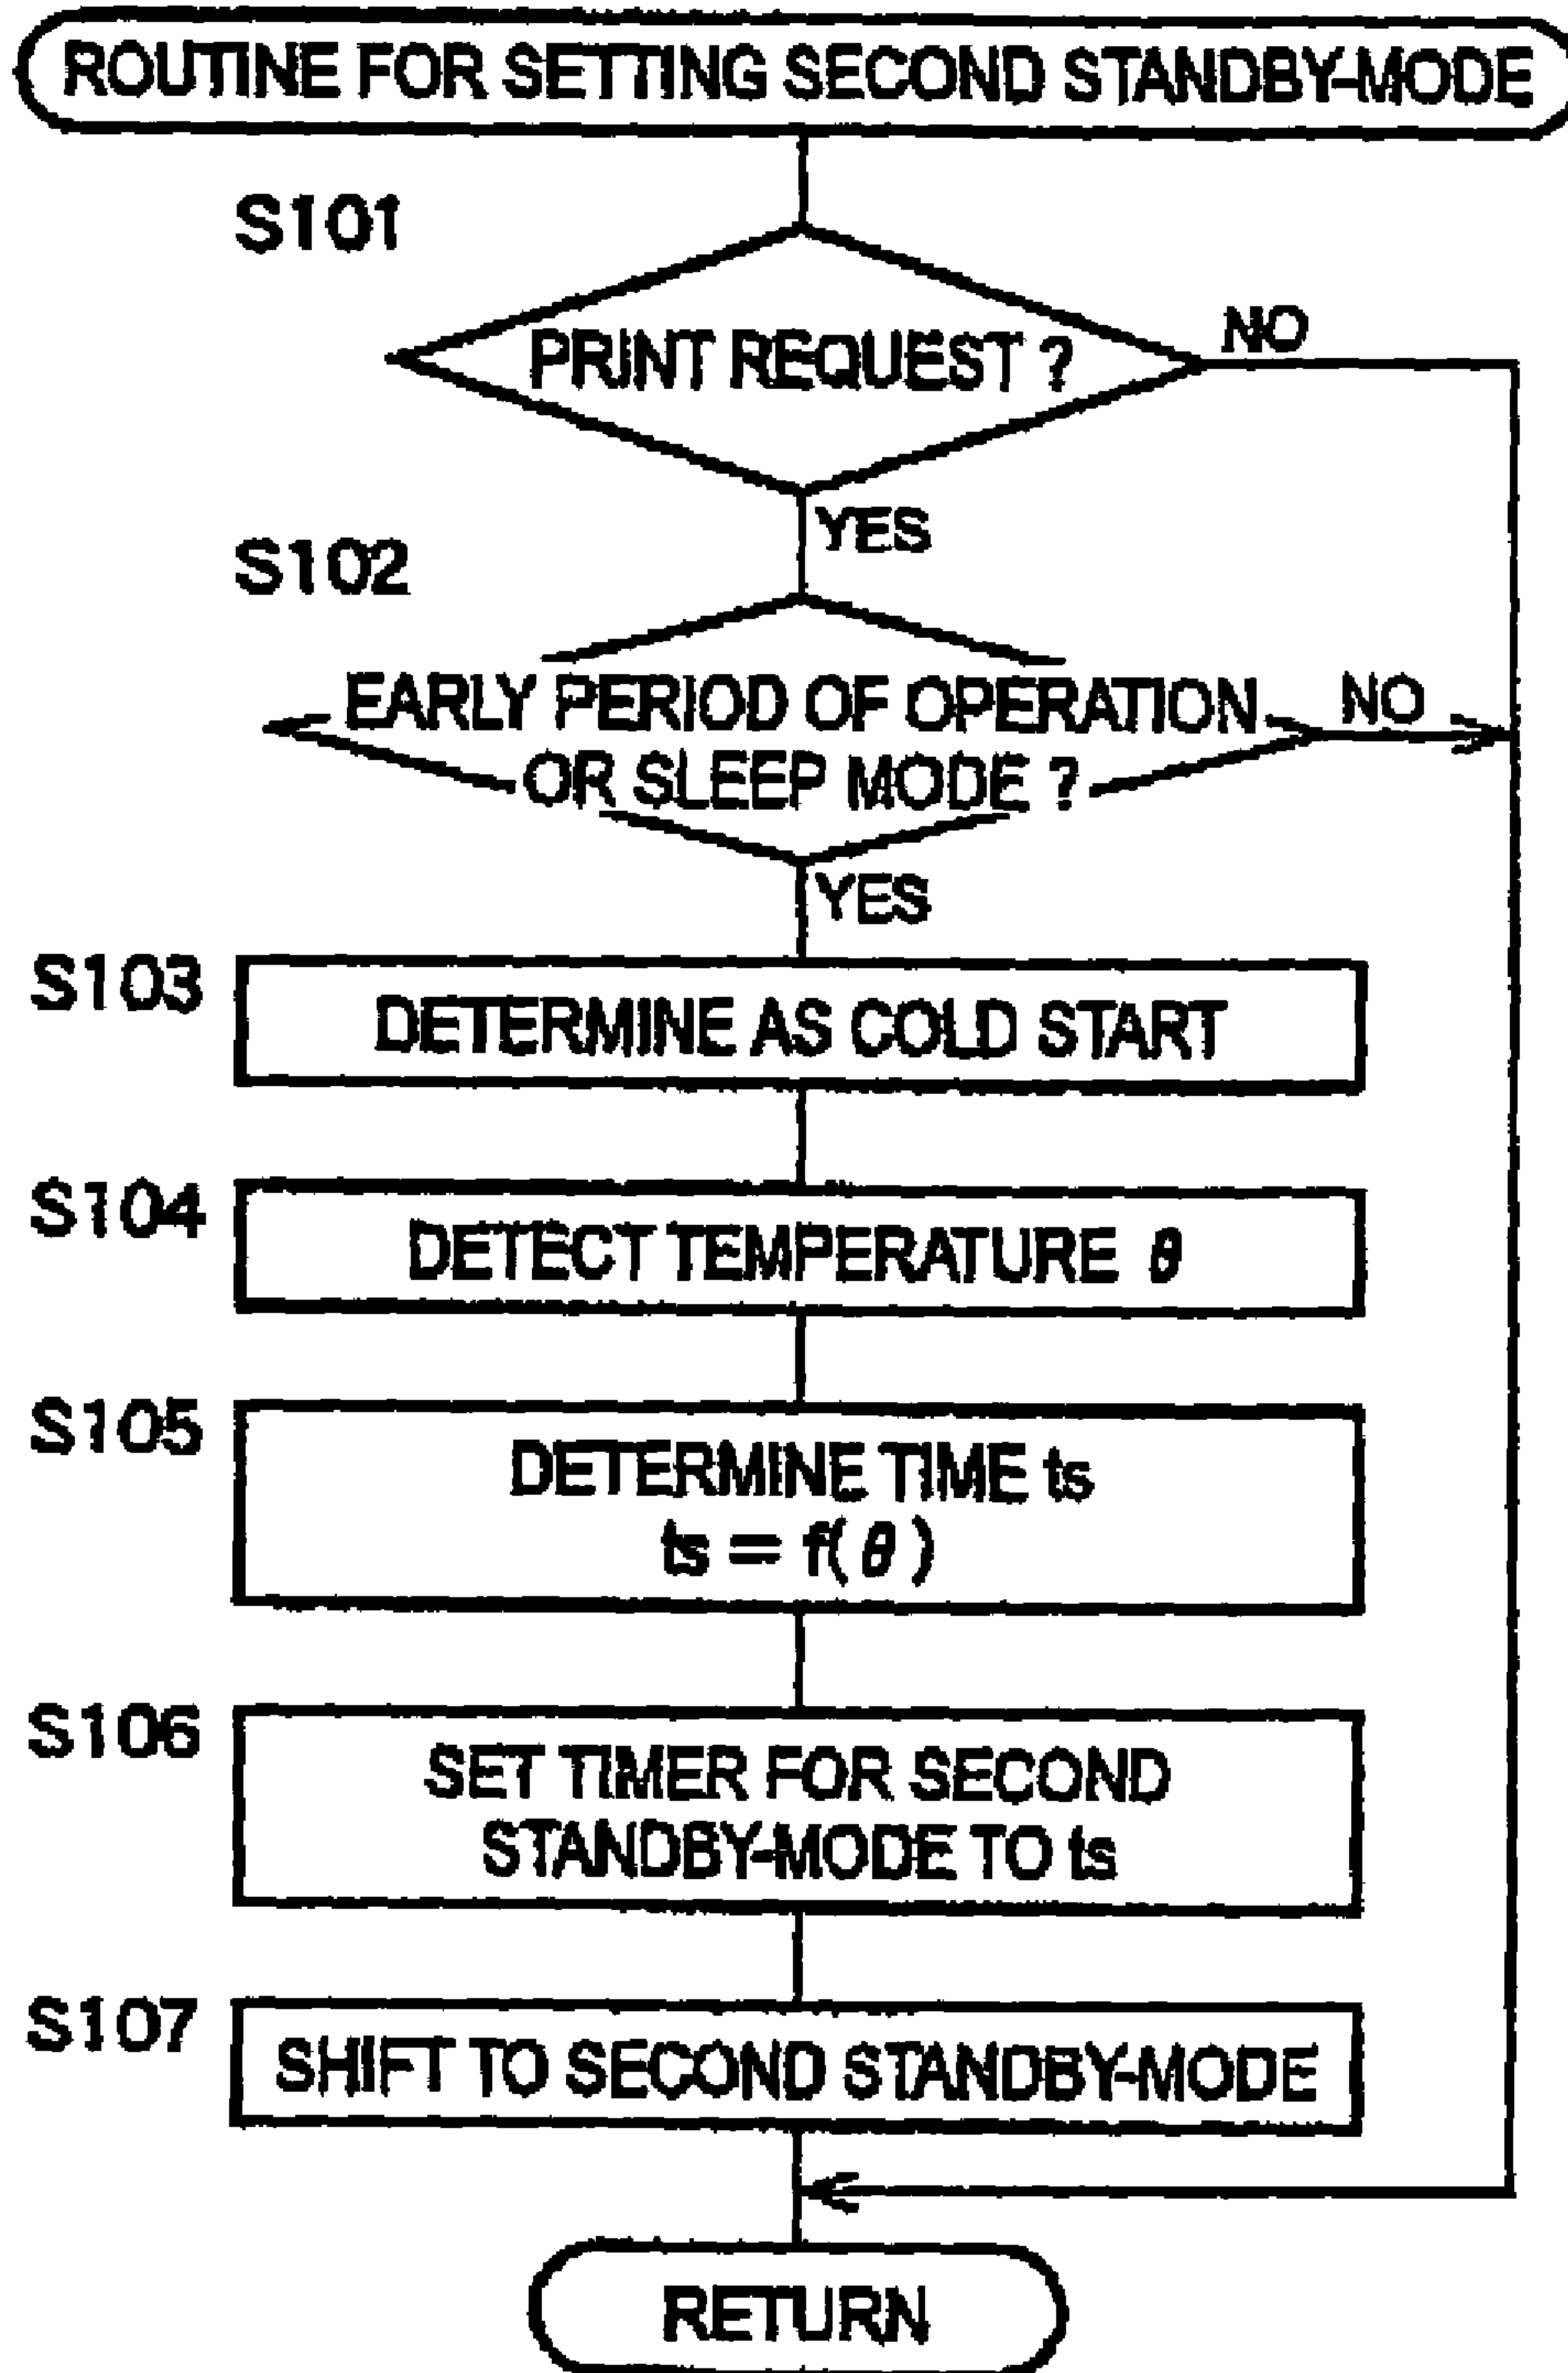 ROUTINE FOR SETTING SECOND STANDBY-MODE
S101
PRINT REQUEST ?
NO
YES
S102
EARLY PERIOD OF OPERATION
OR SLEEP MODE ?
NO
YES
S103
DETERMINE AS COLD START
S104
DETECT TEMPERATURE θ
S105
DETERMINE TIME ts
ts = f(θ)
S106
SET TIMER FOR SECOND
STANDBY-MODE TO ts
S107
SHIFT TO SECOND STANDBY-MODE
RETURN